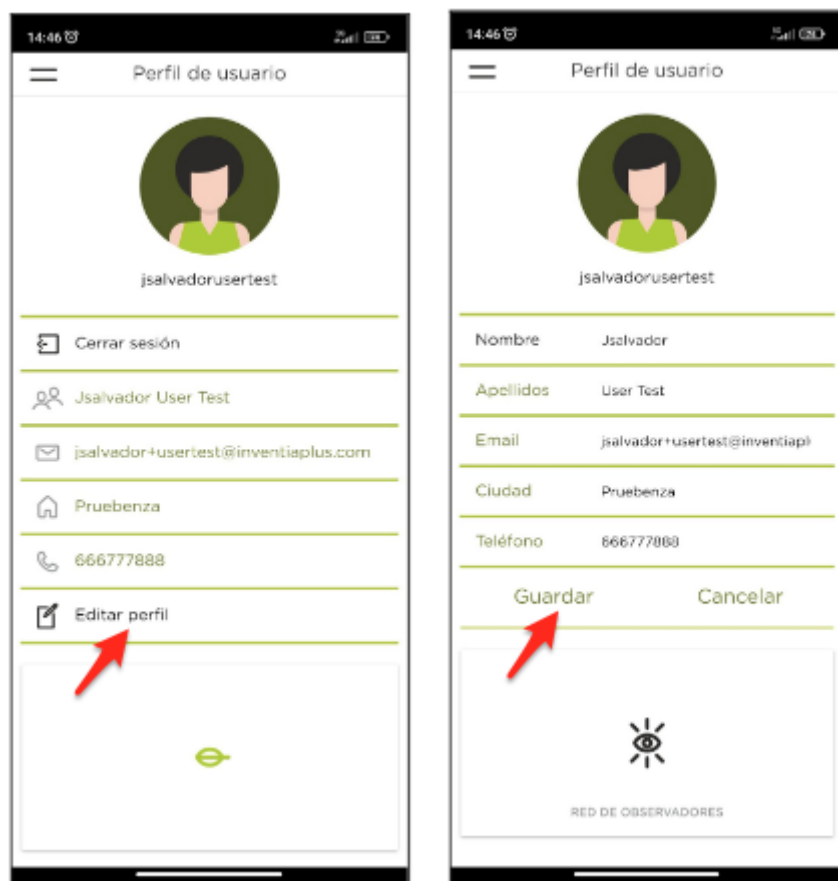 14:46
Perfil de usuario
jsalvadorusertest
Cerrar sesión
Jsalvador User Test
jsalvador+usertest@inventiaplus.com
Pruebenza
666777888
Editar perfil
14:46
Perfil de usuario
jsalvadorusertest
Nombre Jsalvador
Apellidos User Test
Email jsalvador+usertest@inventiapl
Ciudad Pruebenza
Teléfono 666777888
Guardar Cancelar
RED DE OBSERVADORES